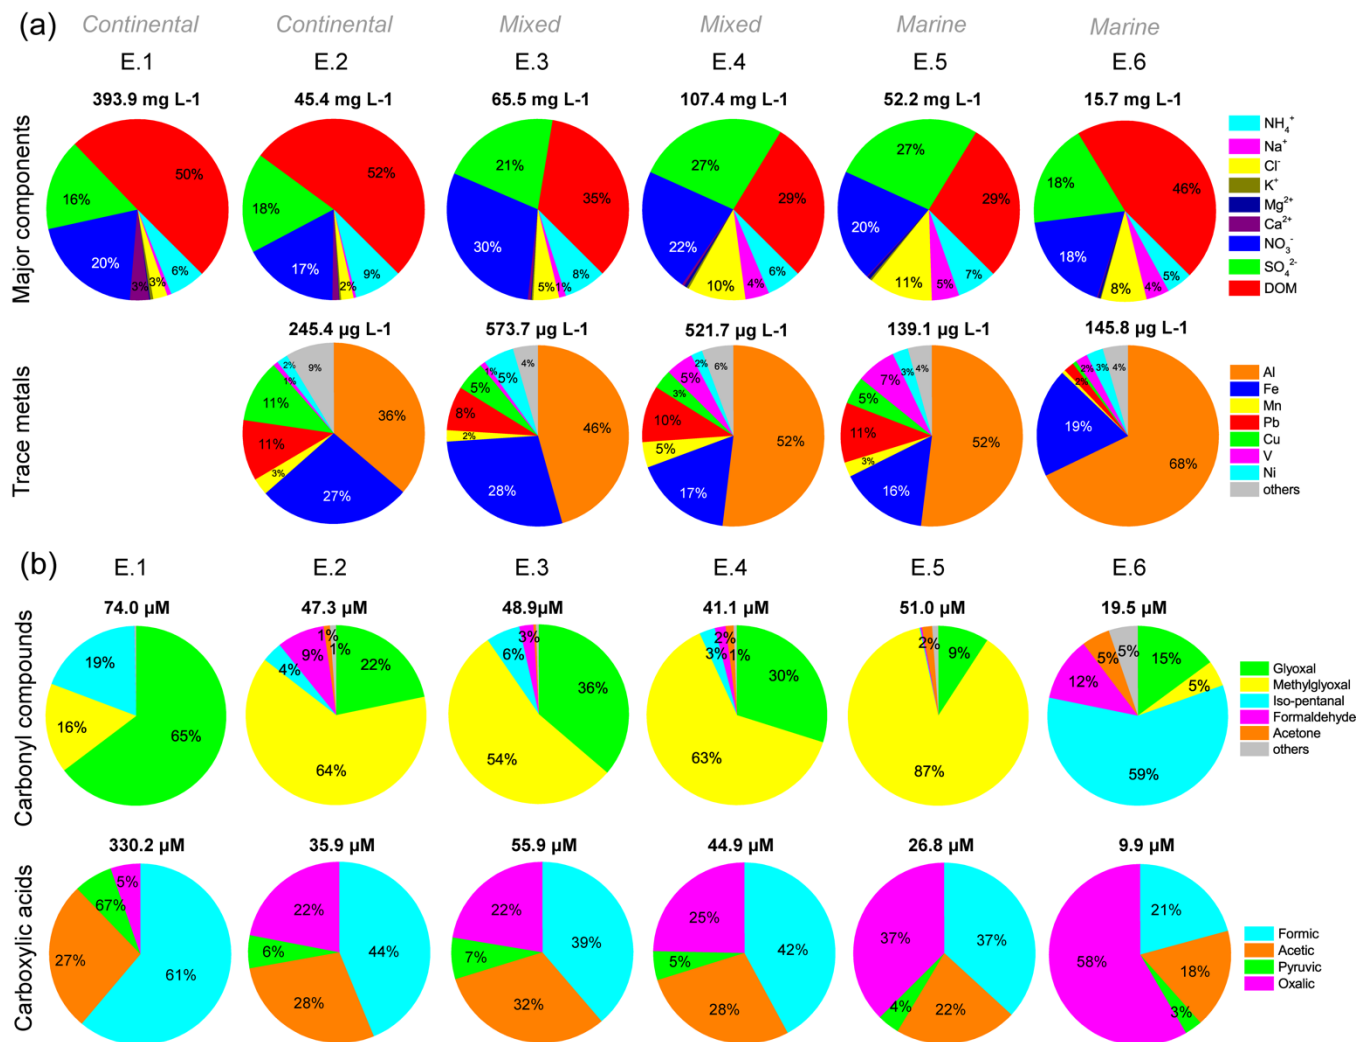 (a)
Continental Continental Mixed Mixed Marine Marine
E.1 E.2 E.3 E.4 E.5 E.6
393.9 mg L-1 45.4 mg L-1 65.5 mg L-1 107.4 mg L-1 52.2 mg L-1 15.7 mg L-1
Major components
50% 16% 20% 3% 3% 6%
52% 18% 17% 2% 9%
35% 21% 30% 5% 1% 8%
29% 27% 22% 10% 4% 6%
29% 27% 20% 11% 5% 7%
46% 18% 18% 8% 4% 5%
NH₄⁺
Na⁺
Cl⁻
K⁺
Mg²⁺
Ca²⁺
NO₃⁻
SO₄²⁻
DOM
245.4 µg L-1 573.7 µg L-1 521.7 µg L-1 139.1 µg L-1 145.8 µg L-1
Trace metals
36% 27% 3% 11% 11% 1% 2% 9%
46% 28% 2% 8% 5% 1% 5% 4%
52% 17% 5% 10% 3% 5% 2% 6%
52% 16% 3% 11% 5% 7% 3% 4%
68% 19% 2% 2% 3% 4%
Al
Fe
Mn
Pb
Cu
V
Ni
others
(b)
E.1 E.2 E.3 E.4 E.5 E.6
74.0 µM 47.3 µM 48.9µM 41.1 µM 51.0 µM 19.5 µM
Carbonyl compounds
65% 16% 19%
22% 64% 4% 9% 1% 1%
36% 54% 6% 3%
30% 63% 3% 2% 1%
9% 87% 2%
15% 5% 59% 12% 5% 5%
Glyoxal
Methylglyoxal
Iso-pentanal
Formaldehyde
Acetone
others
330.2 µM 35.9 µM 55.9 µM 44.9 µM 26.8 µM 9.9 µM
Carboxylic acids
61% 27% 67% 5%
44% 28% 6% 22%
39% 32% 7% 22%
42% 28% 5% 25%
37% 22% 4% 37%
21% 18% 3% 58%
Formic
Acetic
Pyruvic
Oxalic